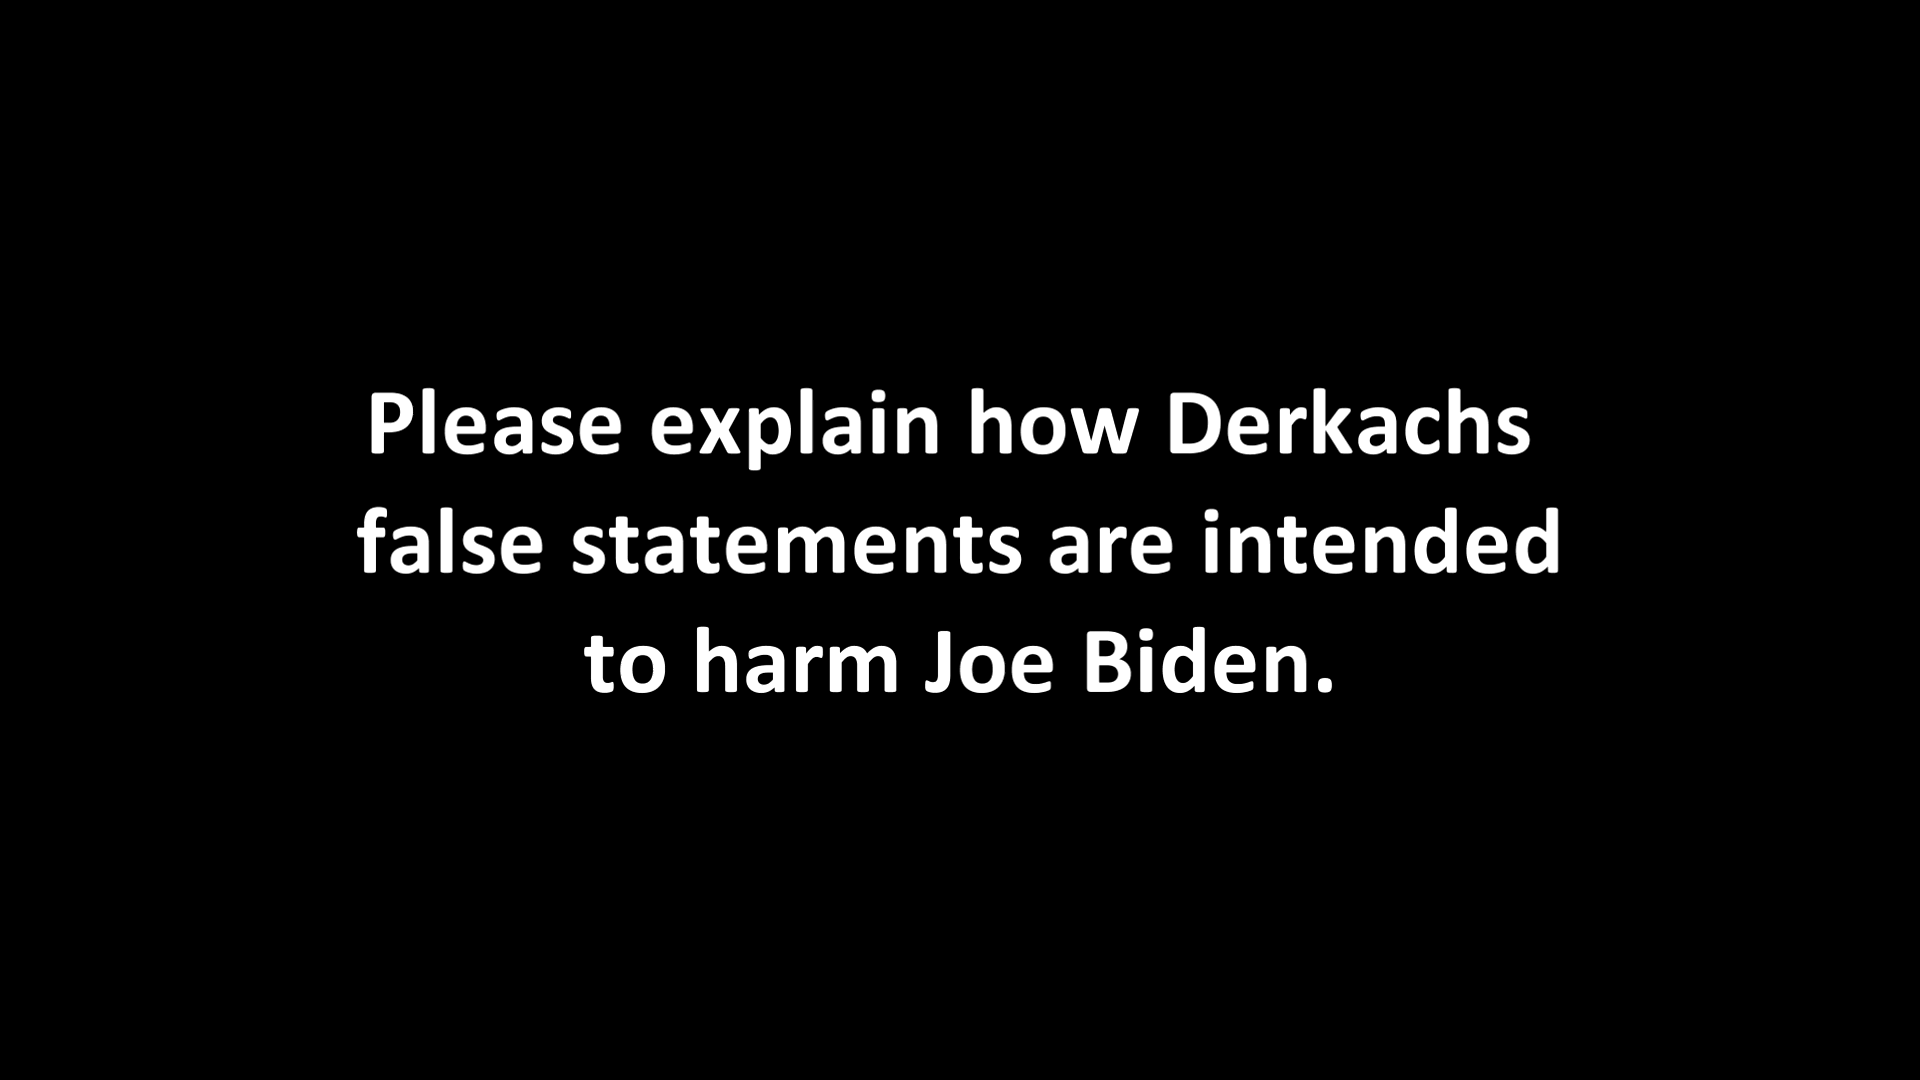 Please explain how Derkachs
false statements are intended
to harm Joe Biden.